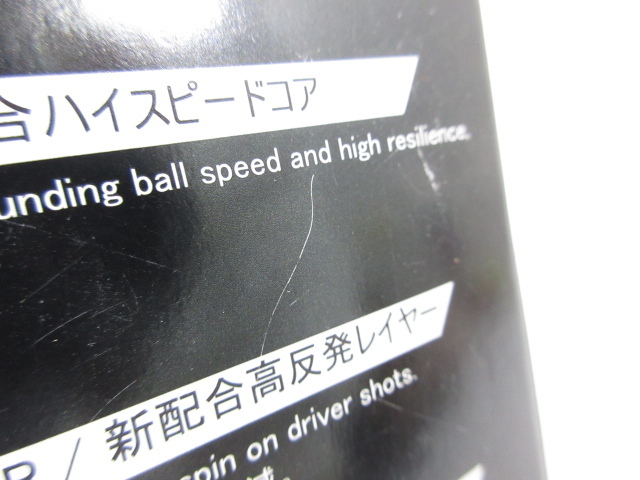 合ハイスピードコア
unding ball speed and high resilience.
R / 新配合高反発レイヤー
spin on driver shots.
減。